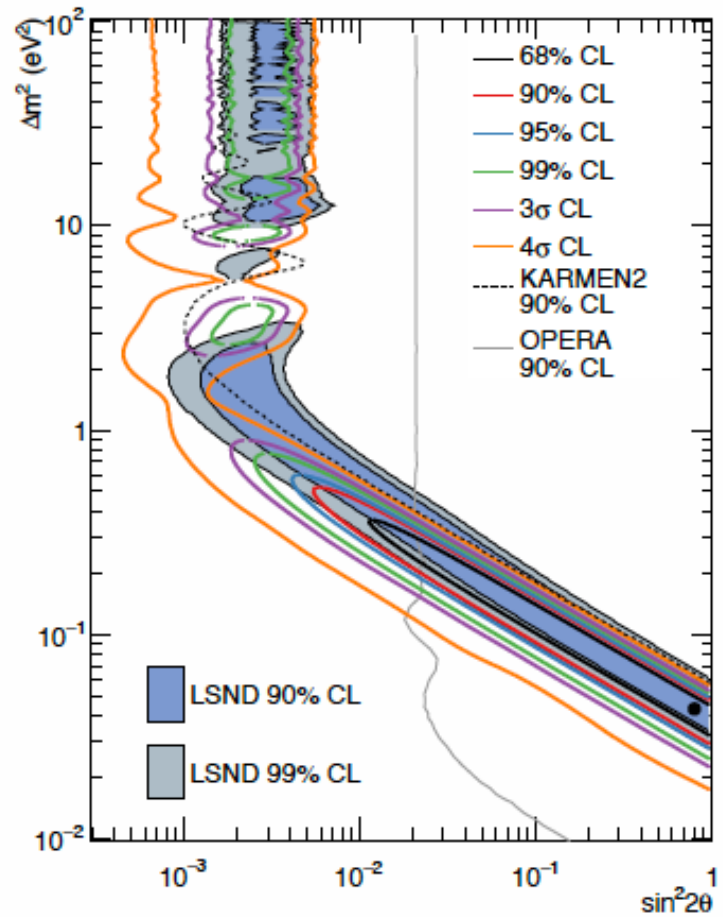 Δm² (eV²)
10²
10
1
10⁻¹
10⁻²
68% CL
90% CL
95% CL
99% CL
3σ CL
4σ CL
KARMEN2
90% CL
OPERA
90% CL
LSND 90% CL
LSND 99% CL
10⁻³
10⁻²
10⁻¹
1
sin²2θ